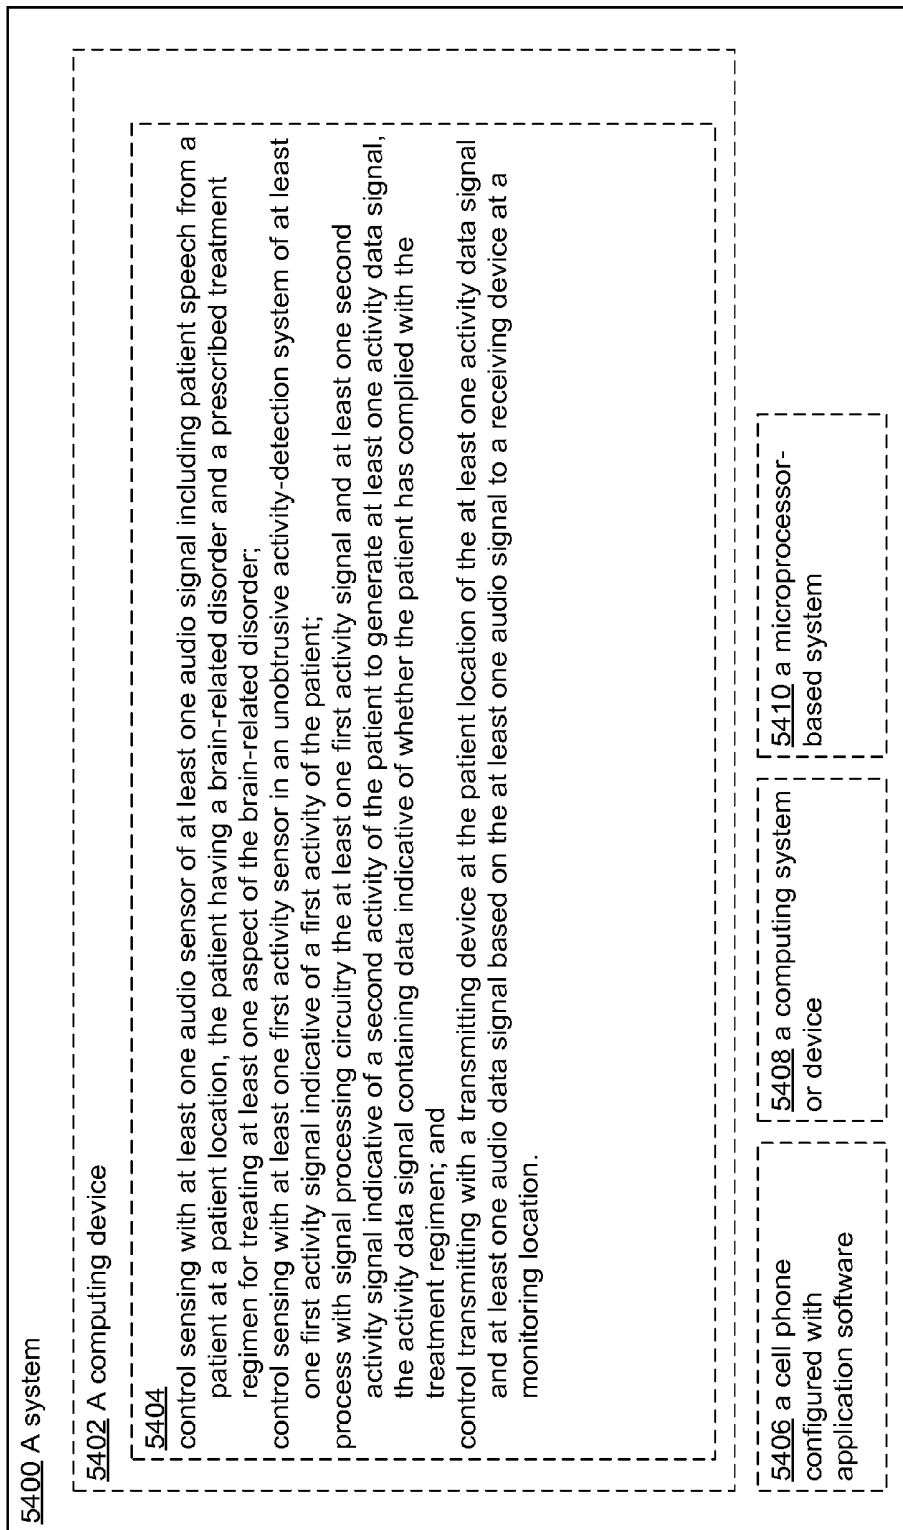 5400 A system
5402 A computing device
5404
control sensing with at least one audio sensor of at least one audio signal including patient speech from a
patient at a patient location, the patient having a brain-related disorder and a prescribed treatment
regimen for treating at least one aspect of the brain-related disorder;
control sensing with at least one first activity sensor in an unobtrusive activity-detection system of at least
one first activity signal indicative of a first activity of the patient;
process with signal processing circuitry the at least one first activity signal and at least one second
activity signal indicative of a second activity of the patient to generate at least one activity data signal,
the activity data signal containing data indicative of whether the patient has complied with the
treatment regimen; and
control transmitting with a transmitting device at the patient location of the at least one activity data signal
and at least one audio data signal based on the at least one audio signal to a receiving device at a
monitoring location.
5406 a cell phone
configured with
application software
5408 a computing system
or device
5410 a microprocessor-
based system